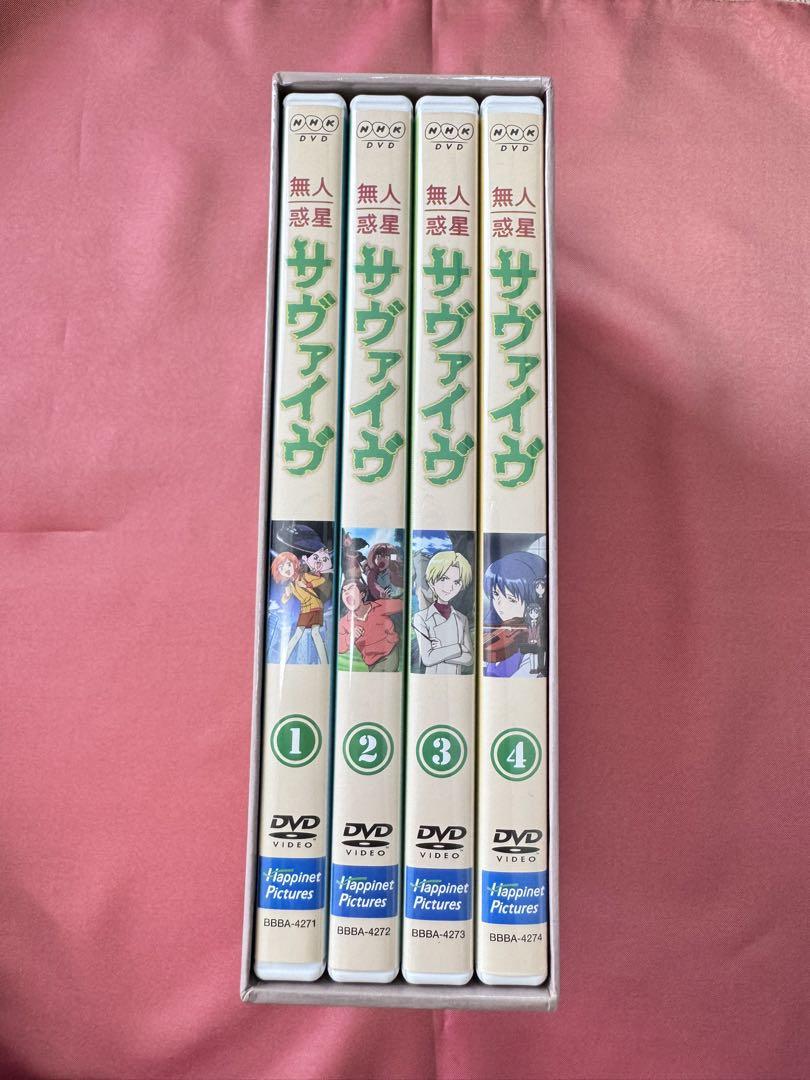 NHK
DVD
無人
惑星
サヴァイヴ
1
DVD
VIDEO
Happinet
Pictures
BBBA-4271
NHK
DVD
無人
惑星
サヴァイヴ
2
DVD
VIDEO
Happinet
Pictures
BBBA-4272
NHK
DVD
無人
惑星
サヴァイヴ
3
DVD
VIDEO
Happinet
Pictures
BBBA-4273
NHK
DVD
無人
惑星
サヴァイヴ
4
DVD
VIDEO
Happinet
Pictures
BBBA-4274